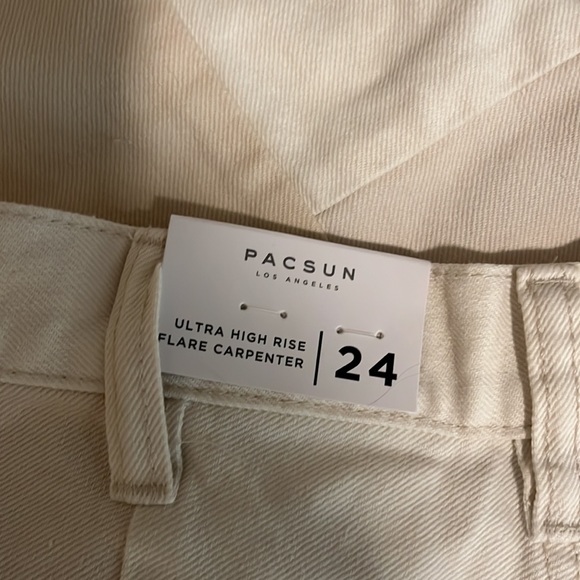 PACSUN
LOS ANGELES
ULTRA HIGH RISE
FLARE CARPENTER
24